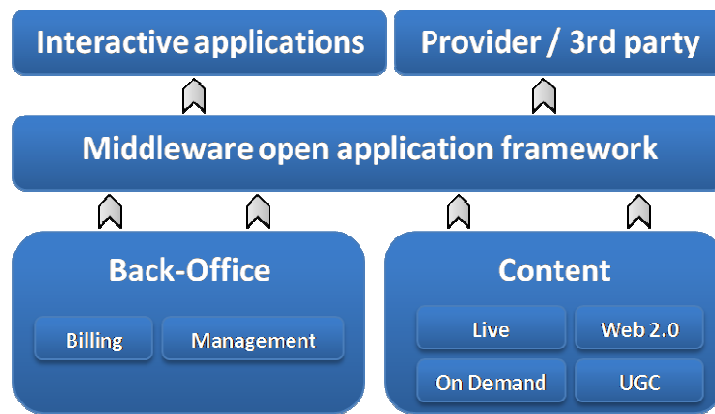 Interactive applications
Provider / 3rd party
Middleware open application framework
Back-Office
Content
Billing
Management
Live
Web 2.0
On Demand
UGC